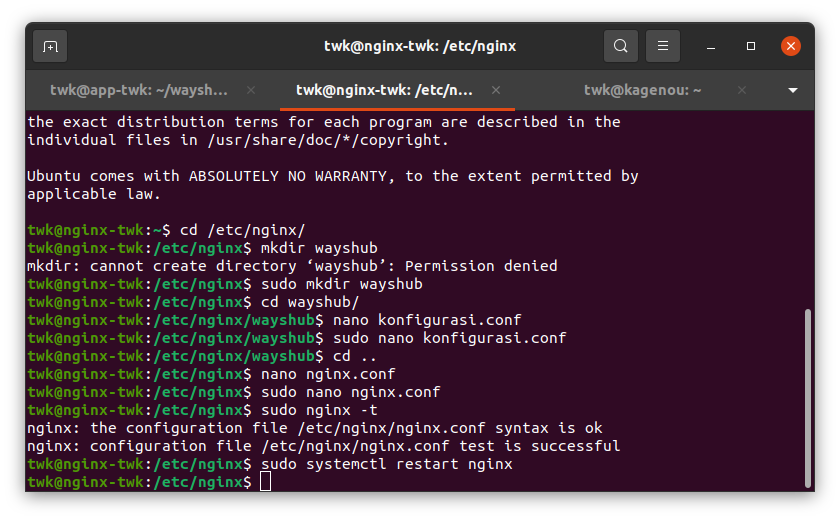 twk@nginx-twk: /etc/nginx
twk@app-twk: ~/waysh...
twk@nginx-twk: /etc/n...
twk@kagenou: ~
the exact distribution terms for each program are described in the
individual files in /usr/share/doc/*/copyright.
Ubuntu comes with ABSOLUTELY NO WARRANTY, to the extent permitted by
applicable law.
twk@nginx-twk:~$ cd /etc/nginx/
twk@nginx-twk:/etc/nginx$ mkdir wayshub
mkdir: cannot create directory ‘wayshub’: Permission denied
twk@nginx-twk:/etc/nginx$ sudo mkdir wayshub
twk@nginx-twk:/etc/nginx$ cd wayshub/
twk@nginx-twk:/etc/nginx/wayshub$ nano konfigurasi.conf
twk@nginx-twk:/etc/nginx/wayshub$ sudo nano konfigurasi.conf
twk@nginx-twk:/etc/nginx/wayshub$ cd ..
twk@nginx-twk:/etc/nginx$ nano nginx.conf
twk@nginx-twk:/etc/nginx$ sudo nano nginx.conf
twk@nginx-twk:/etc/nginx$ sudo nginx -t
nginx: the configuration file /etc/nginx/nginx.conf syntax is ok
nginx: configuration file /etc/nginx/nginx.conf test is successful
twk@nginx-twk:/etc/nginx$ sudo systemctl restart nginx
twk@nginx-twk:/etc/nginx$